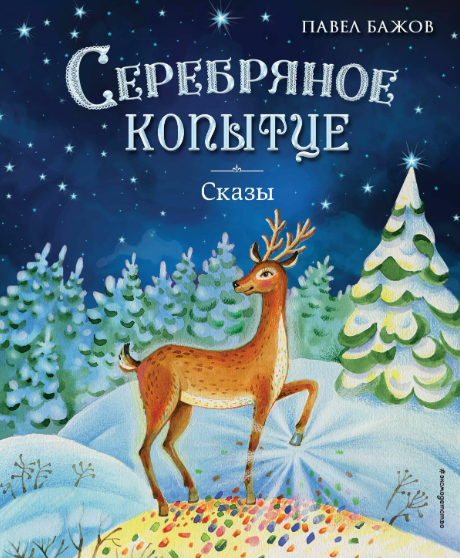 ПАВЕЛ БАЖОВ
СЕРЕБРЯНОЕ
КОПЫТЦЕ
Сказы
#эксмодетство